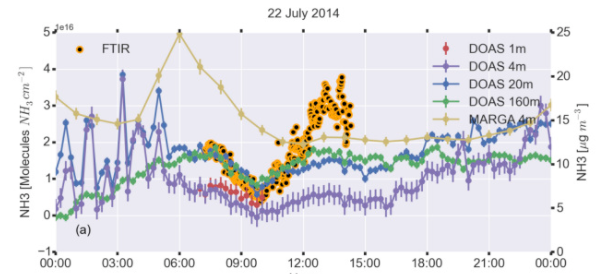 22 July 2014
1e16
FTIR
DOAS 1m
DOAS 4m
DOAS 20m
DOAS 160m
MARGA 4m
NH3 [Molecules NH₃cm⁻²]
5
4
3
2
1
0
−1
NH3 [μg m⁻³]
25
20
15
10
5
0
(a)
00:00 03:00 06:00 09:00 12:00 15:00 18:00 21:00 00:00